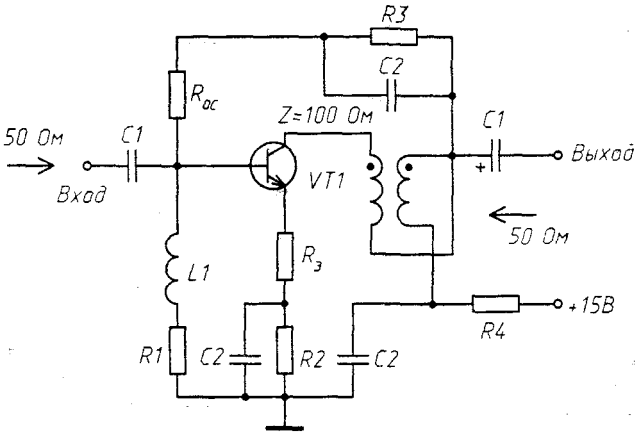 R3
Rос
C2
Z=100 Ом
50 Ом
C1
C1
Вход
VT1
Выход
+
50 Ом
L1
Rэ
+15В
R4
R1
C2
R2
C2